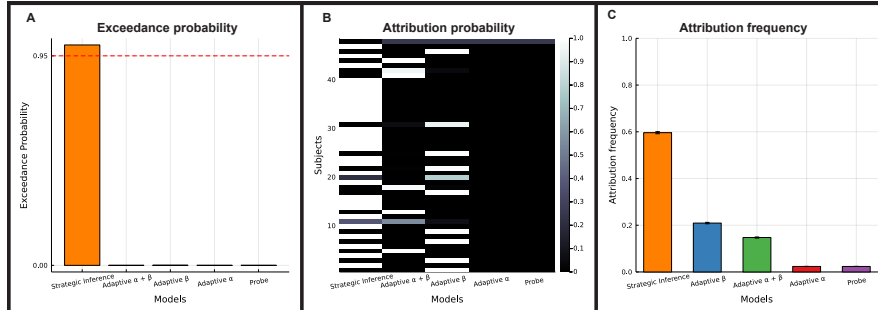 A
Exceedance probability
0.95
0.00
Exceedance Probability
Strategic Inference
Adaptive α + β
Adaptive β
Adaptive α
Probe
Models
B
Attribution probability
40
30
20
10
Subjects
Strategic Inference
Adaptive α + β
Adaptive β
Adaptive α
Probe
Models
1.0
0.9
0.8
0.7
0.6
0.5
0.4
0.3
0.2
0.1
0
C
Attribution frequency
1.0
0.8
0.6
0.4
0.2
0.0
Attribution frequency
Strategic Inference
Adaptive β
Adaptive α + β
Adaptive α
Probe
Models